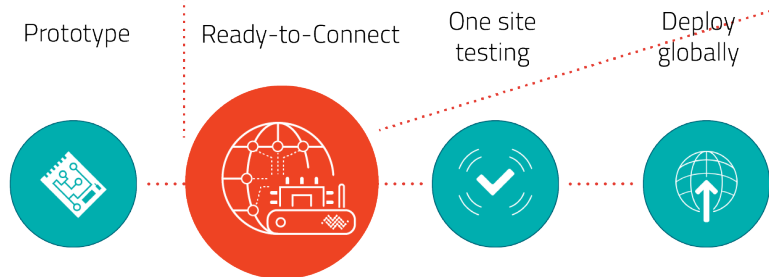 Prototype
Ready-to-Connect
One site
testing
Deploy
globally